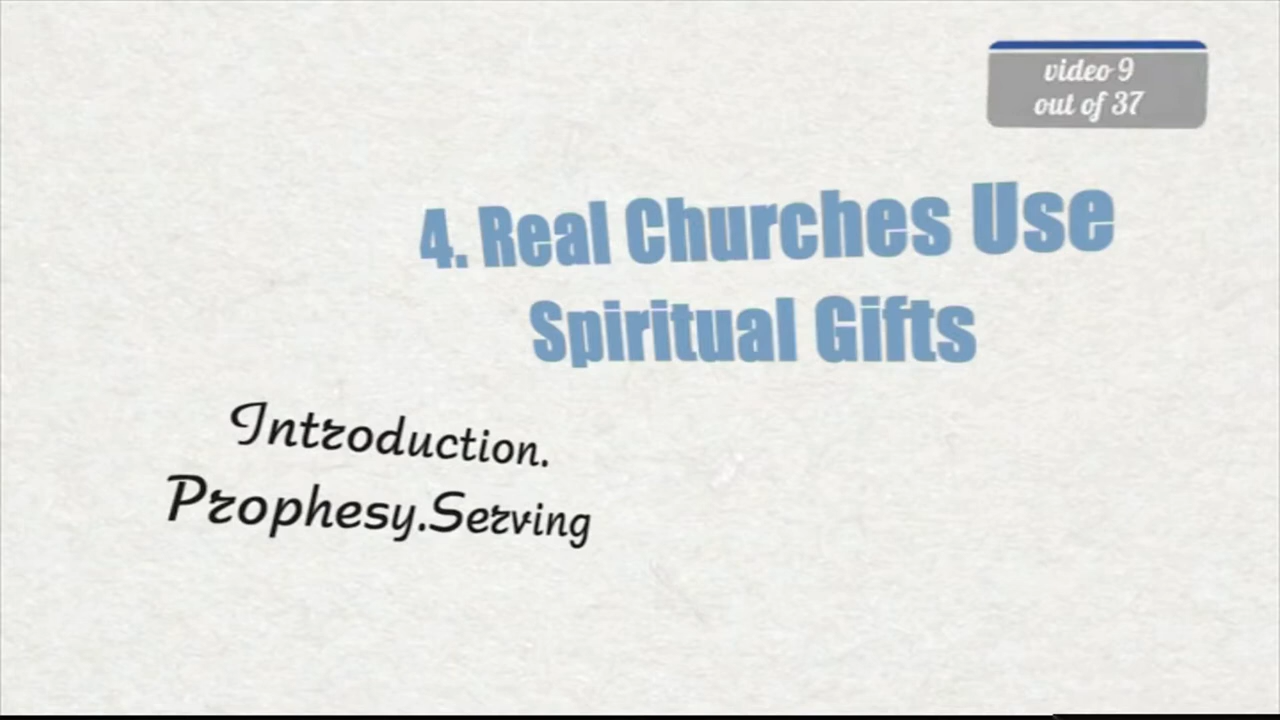 video 9
out of 37
4. Real Churches Use
Spiritual Gifts
Introduction.
Prophesy.Serving